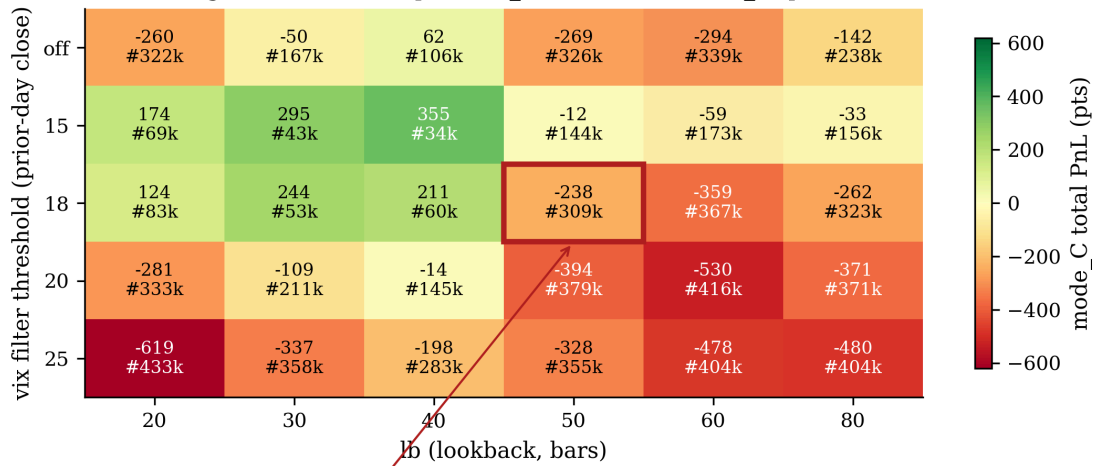 off
-260
#322k
-50
#167k
62
#106k
-269
#326k
-294
#339k
-142
#238k
15
174
#69k
295
#43k
355
#34k
-12
#144k
-59
#173k
-33
#156k
18
124
#83k
244
#53k
211
#60k
-238
#309k
-359
#367k
-262
#323k
20
-281
#333k
-109
#211k
-14
#145k
-394
#379k
-530
#416k
-371
#371k
25
-619
#433k
-337
#358k
-198
#283k
-328
#355k
-478
#404k
-480
#404k
20
30
40
50
60
80
lb (lookback, bars)
vix filter threshold (prior-day close)
600
400
200
0
−200
−400
−600
mode_C total PnL (pts)